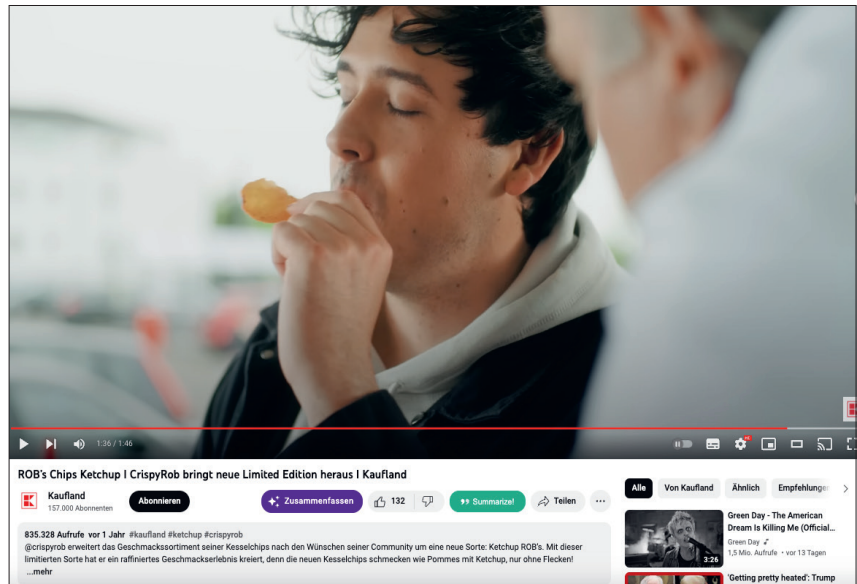 1:36 / 1:46
ROB's Chips Ketchup I CrispyRob bringt neue Limited Edition heraus I Kaufland
Kaufland
157.000 Abonnenten
Abonnieren
Zusammenfassen
132
Summarize!
Teilen
835.328 Aufrufe vor 1 Jahr #kaufland #ketchup #crispyrob
@crispyrob erweitert das Geschmackssortiment seiner Kesselchips nach den Wünschen seiner Community um eine neue Sorte: Ketchup ROB's. Mit dieser
limitierten Sorte hat er ein raffiniertes Geschmackserlebnis kreiert, denn die neuen Kesselchips schmecken wie Pommes mit Ketchup, nur ohne Flecken!
...mehr
Alle
Von Kaufland
Ähnlich
Empfehlungen
3:26
Green Day - The American
Dream Is Killing Me (Official...
Green Day
1,5 Mio. Aufrufe • vor 13 Tagen
'Getting pretty heated': Trump